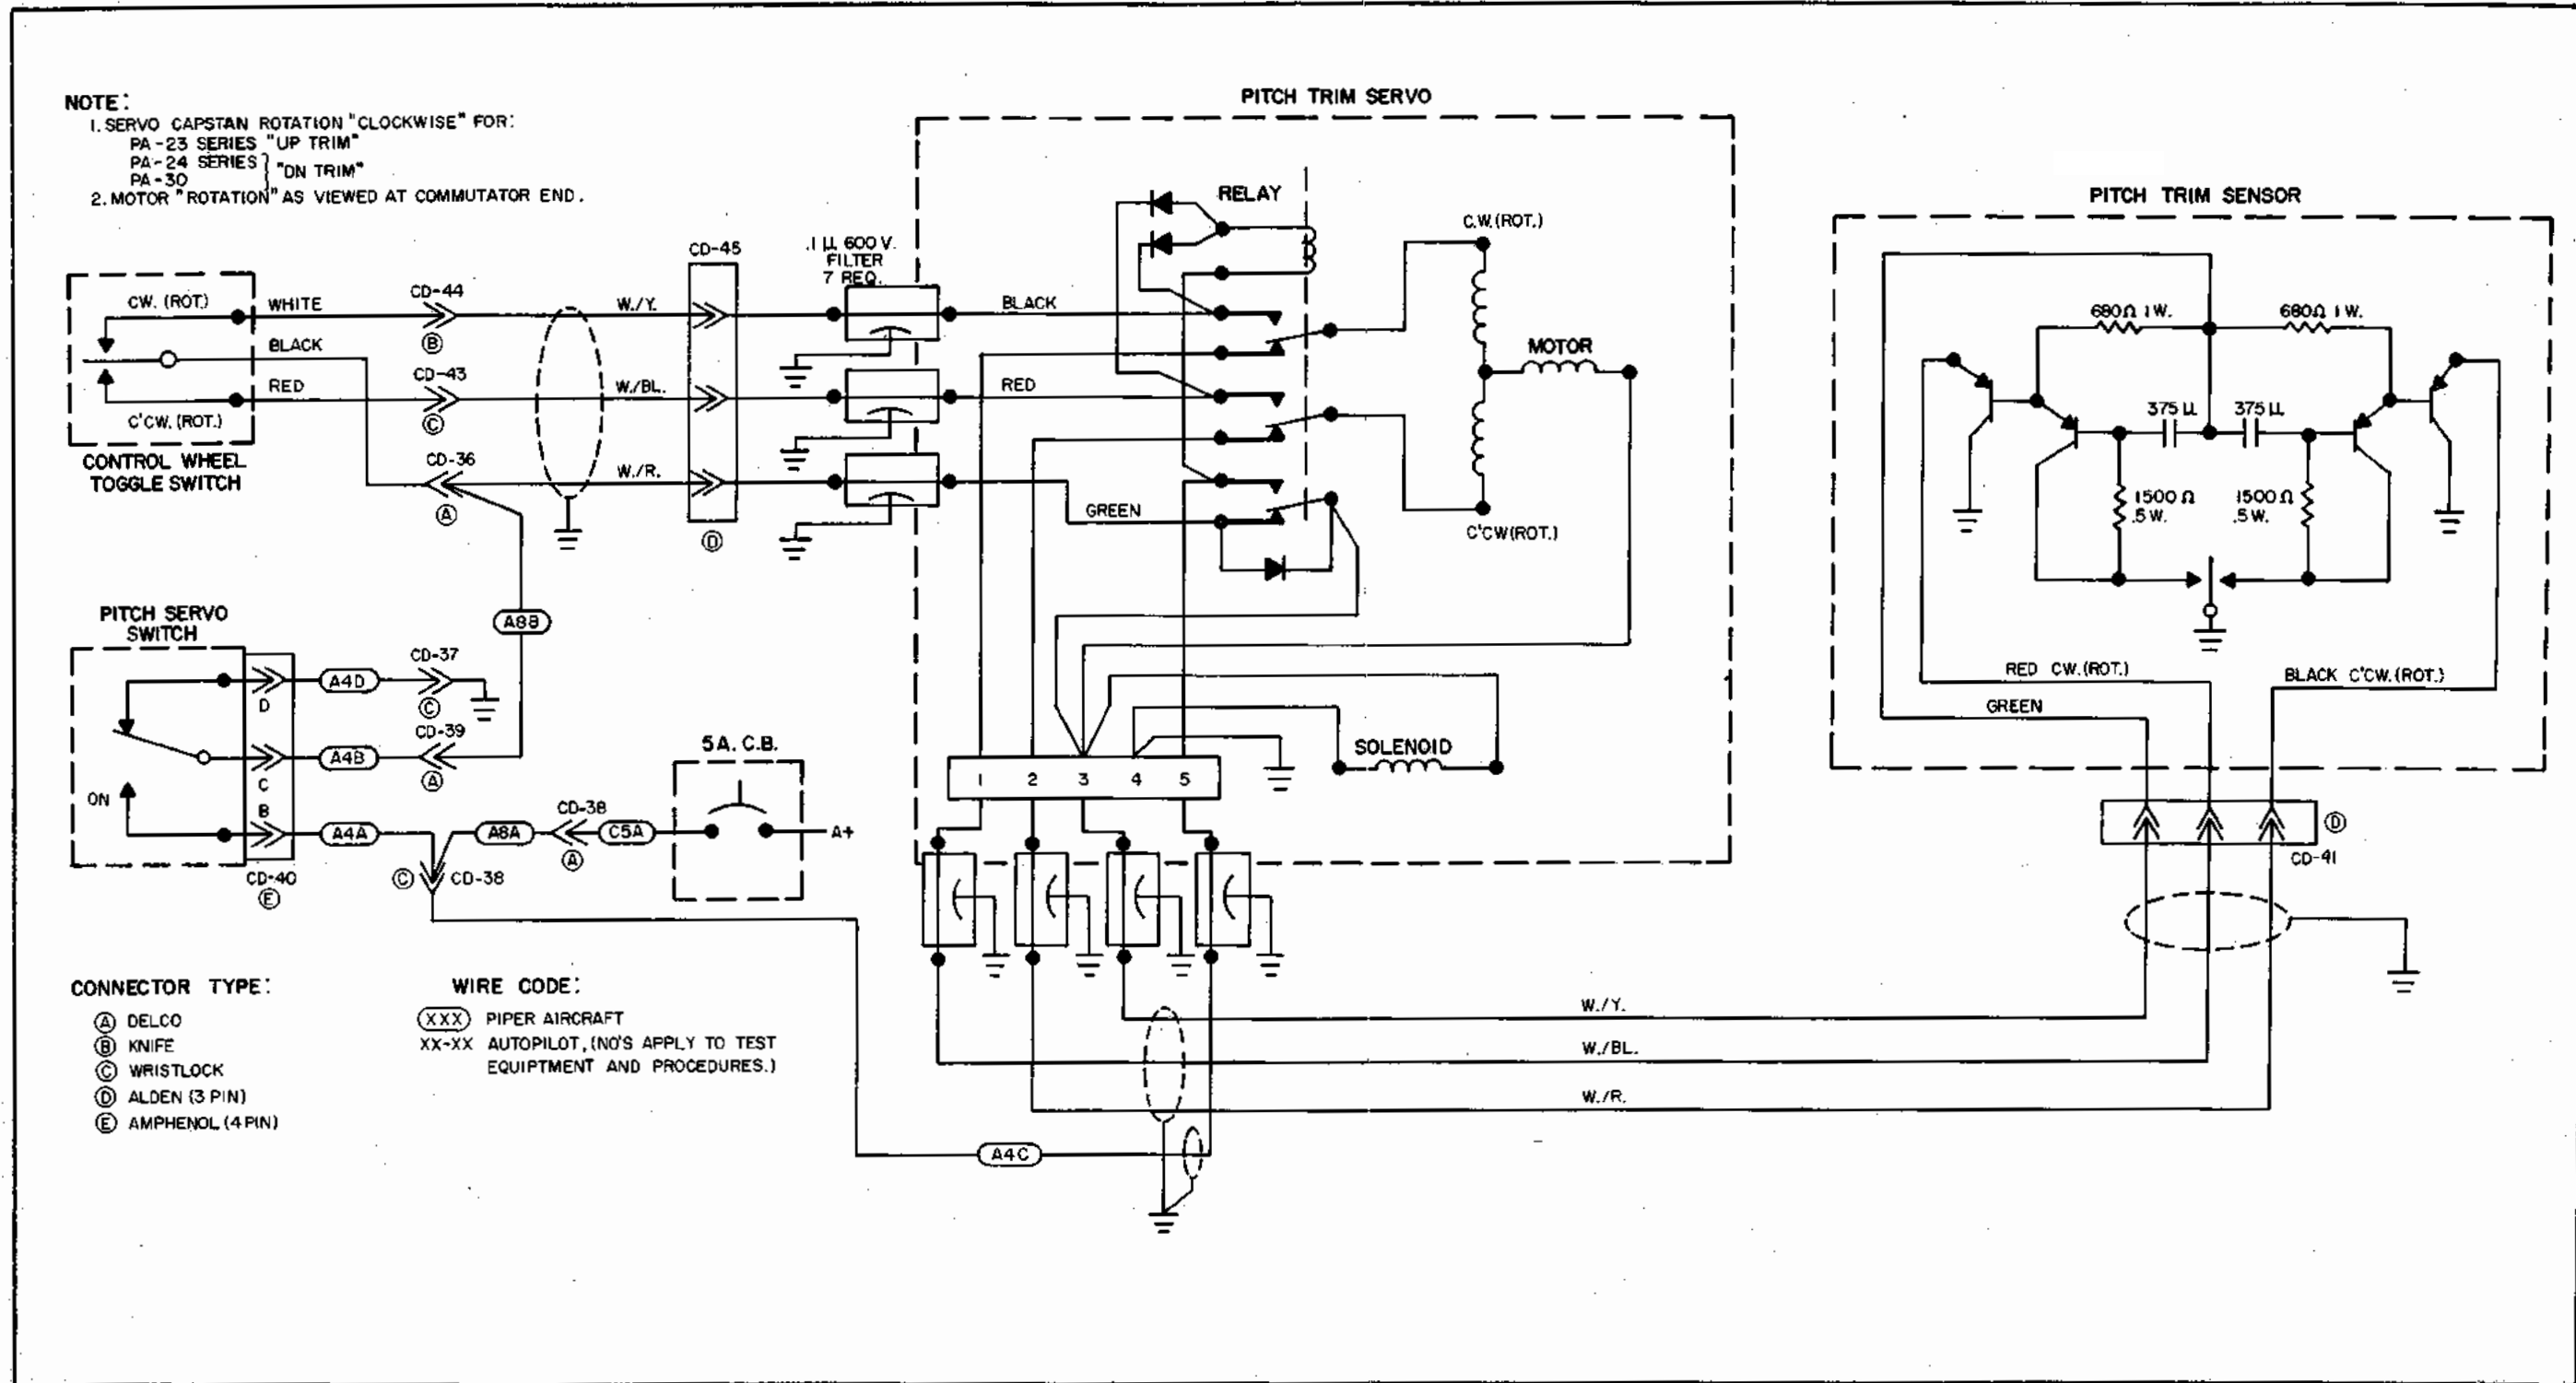 NOTE:
1. SERVO CAPSTAN ROTATION "CLOCKWISE" FOR:
PA-23 SERIES "UP TRIM"
PA-24 SERIES
PA-30
"DN TRIM"
2. MOTOR "ROTATION" AS VIEWED AT COMMUTATOR END.
CW. (ROT.)
C'CW. (ROT.)
CONTROL WHEEL
TOGGLE SWITCH
WHITE
BLACK
RED
CD-44
B
CD-43
C
CD-36
A
W./Y.
W./BL.
W./R.
CD-45
D
.1 µ 600 V.
FILTER
7 REQ.
PITCH TRIM SERVO
BLACK
RED
GREEN
RELAY
C.W. (ROT.)
MOTOR
C'CW (ROT.)
SOLENOID
1 2 3 4 5
PITCH SERVO
SWITCH
ON
D
C
B
CD-40
E
A4D
A4B
A4A
CD-37
C
CD-39
A
A8B
C
CD-38
A8A
CD-38
A
C5A
5A. C.B.
A+
A4C
W./Y.
W./BL.
W./R.
PITCH TRIM SENSOR
680Ω 1 W.
680Ω 1 W.
375 µ
375 µ
1500 Ω
.5 W.
1500 Ω
.5 W.
RED CW. (ROT.)
BLACK C'CW. (ROT.)
GREEN
D
CD-41
CONNECTOR TYPE:
A DELCO
B KNIFE
C WRISTLOCK
D ALDEN (3 PIN)
E AMPHENOL (4 PIN)
WIRE CODE:
XXX PIPER AIRCRAFT
XX-XX AUTOPILOT, (NO'S APPLY TO TEST
EQUIPTMENT AND PROCEDURES.)